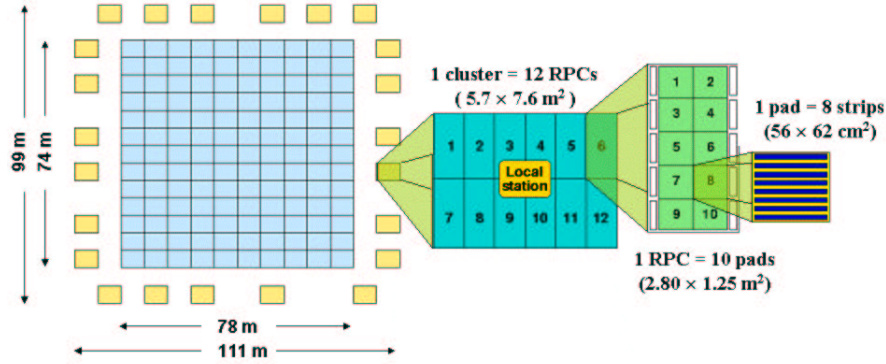 99 m
74 m
78 m
111 m
1 cluster = 12 RPCs
( 5.7 × 7.6 m² )
1 2 3 4 5 6
Local
station
7 8 9 10 11 12
1 2
3 4
5 6
7 8
9 10
1 RPC = 10 pads
(2.80 × 1.25 m²)
1 pad = 8 strips
(56 × 62 cm²)